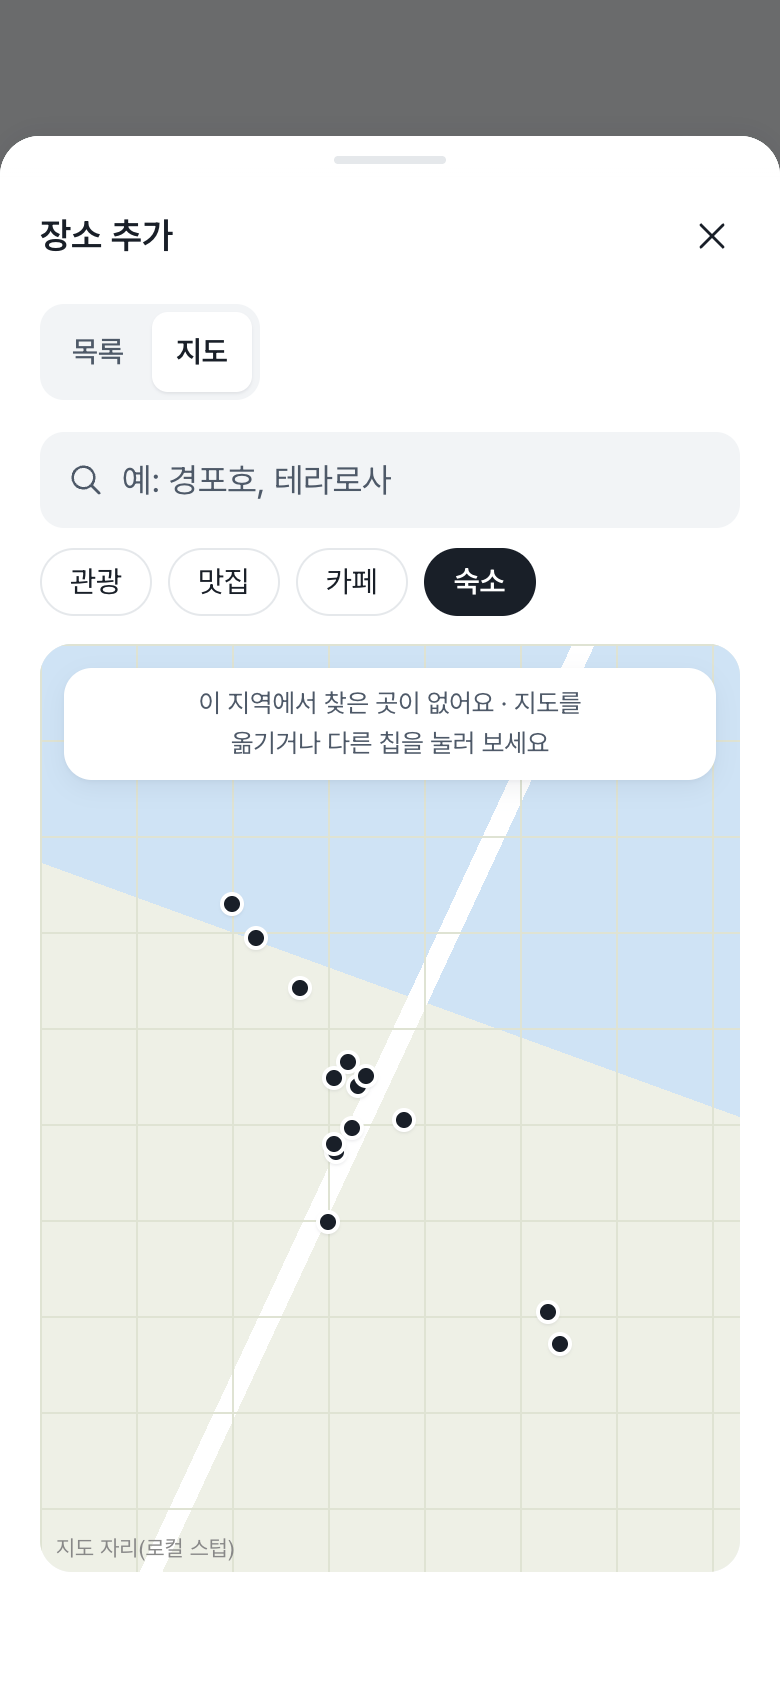 장소 추가
목록 지도
예: 경포호, 테라로사
관광 맛집 카페 숙소
이 지역에서 찾은 곳이 없어요 · 지도를
옮기거나 다른 칩을 눌러 보세요
지도 자리(로컬 스텁)